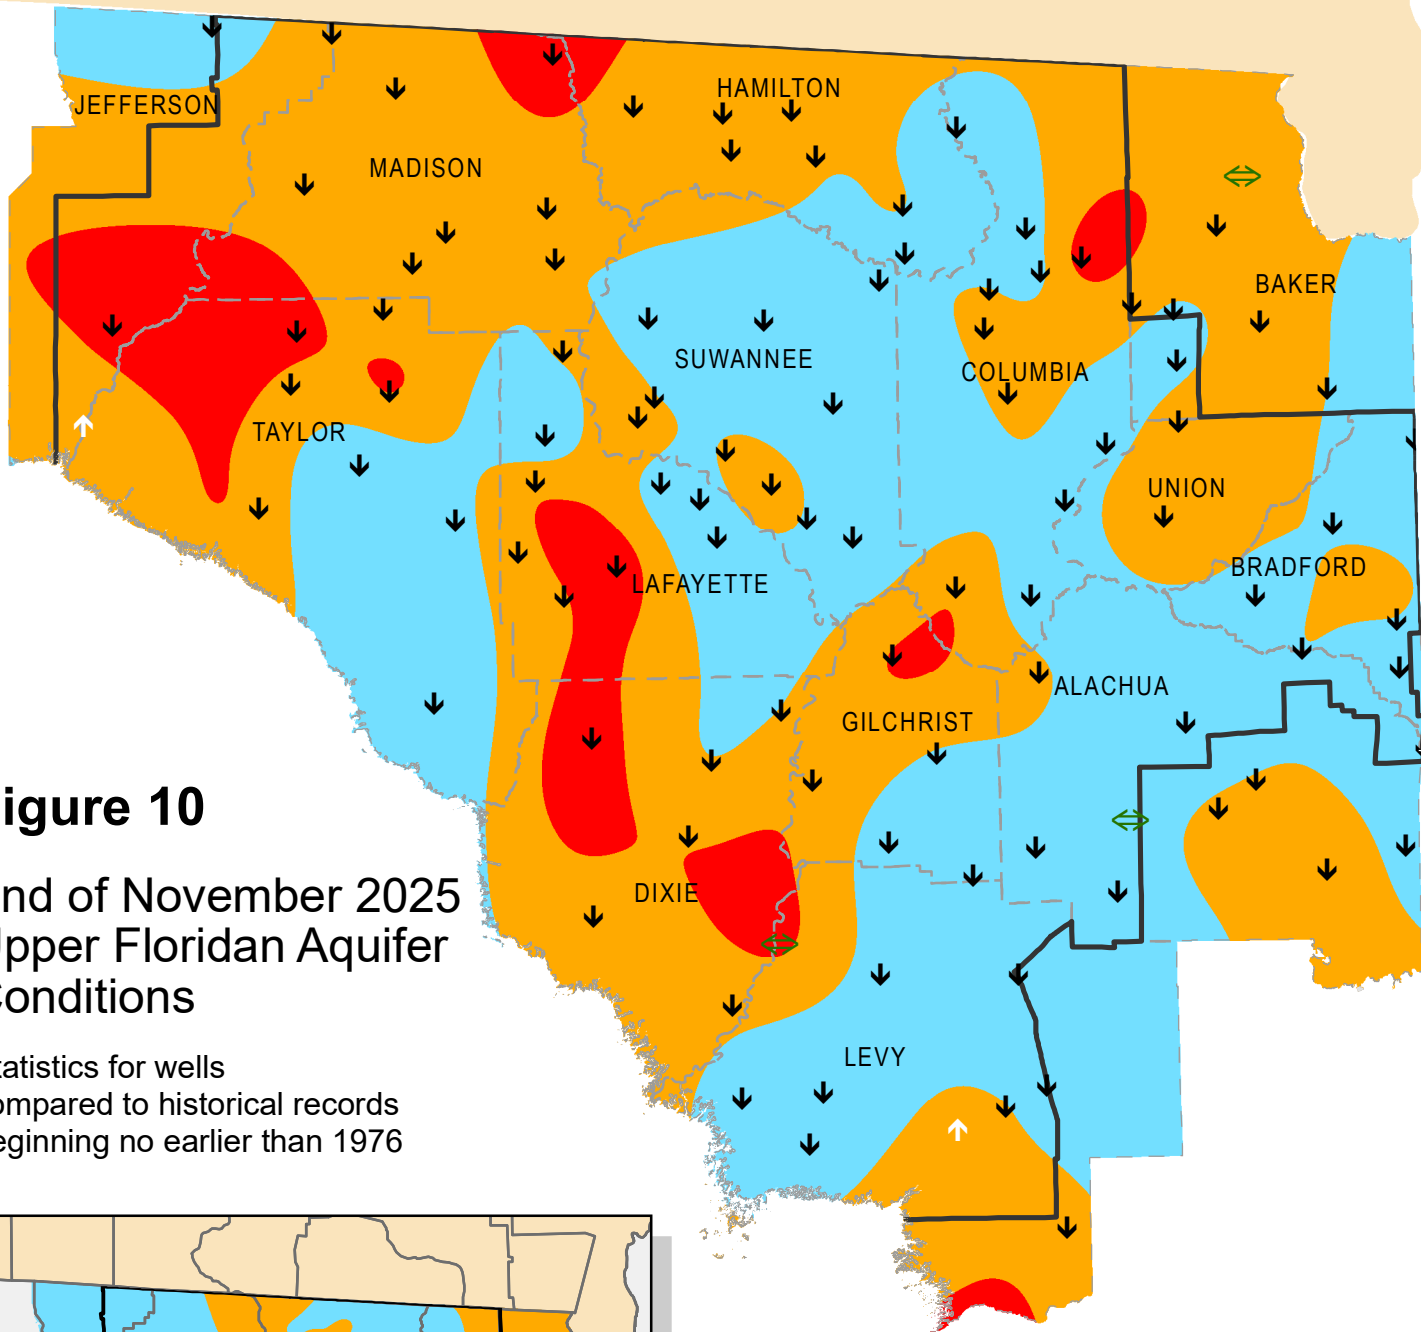 HAMILTON
JEFFERSON
MADISON
BAKER
SUWANNEE
COLUMBIA
TAYLOR
UNION
BRADFORD
LAFAYETTE
ALACHUA
GILCHRIST
igure 10
DIXIE
nd of November 2025
pper Floridan Aquifer
onditions
LEVY
tatistics for wells
ompared to historical records
eginning no earlier than 1976